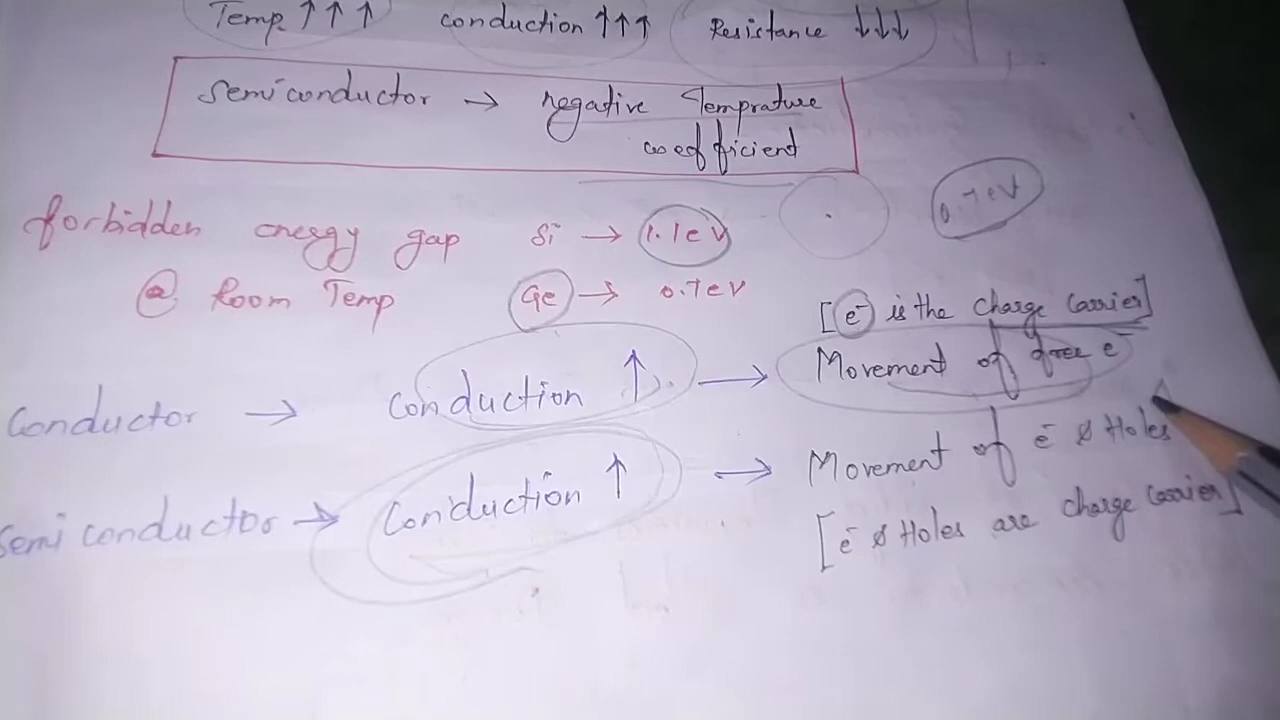 Temp. ↑↑↑ conduction ↑↑↑ Resistance ↓↓↓
Semiconductor → negative Temprature
coefficient
0.7eV
forbidden energy gap Si → 1.1eV
@ Room Temp Ge → 0.7eV
[e⁻ is the charge Carrier]
Conductor → Conduction ↑ → Movement of free e⁻
Semiconductor → Conduction ↑ → Movement of e⁻ & Holes
[e⁻ & Holes are charge Carrier]